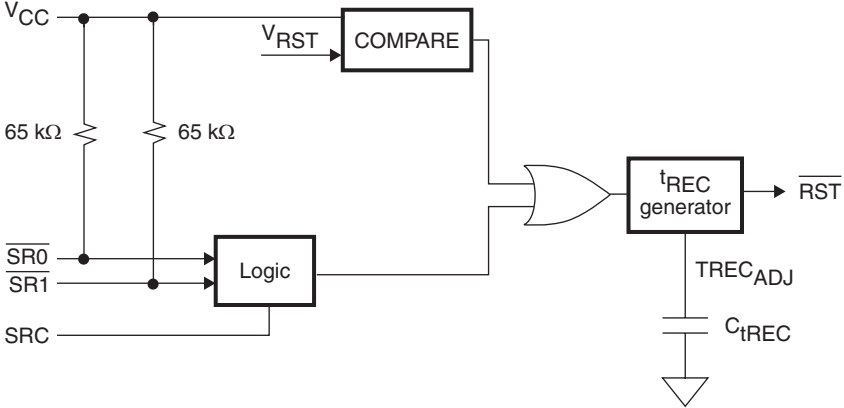 VCC
VRST
COMPARE
65 kΩ
65 kΩ
tREC
generator
RST
SR0
SR1
Logic
TRECADJ
SRC
CtREC